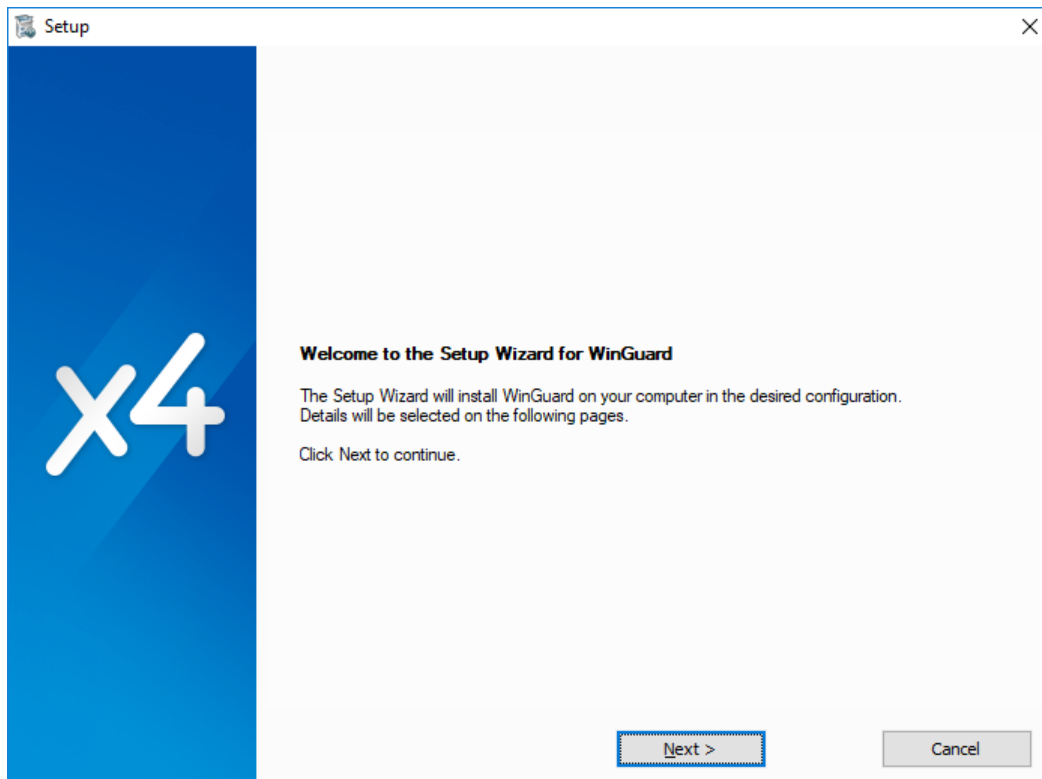 Setup
x4
Welcome to the Setup Wizard for WinGuard
The Setup Wizard will install WinGuard on your computer in the desired configuration.
Details will be selected on the following pages.
Click Next to continue.
Next >
Cancel